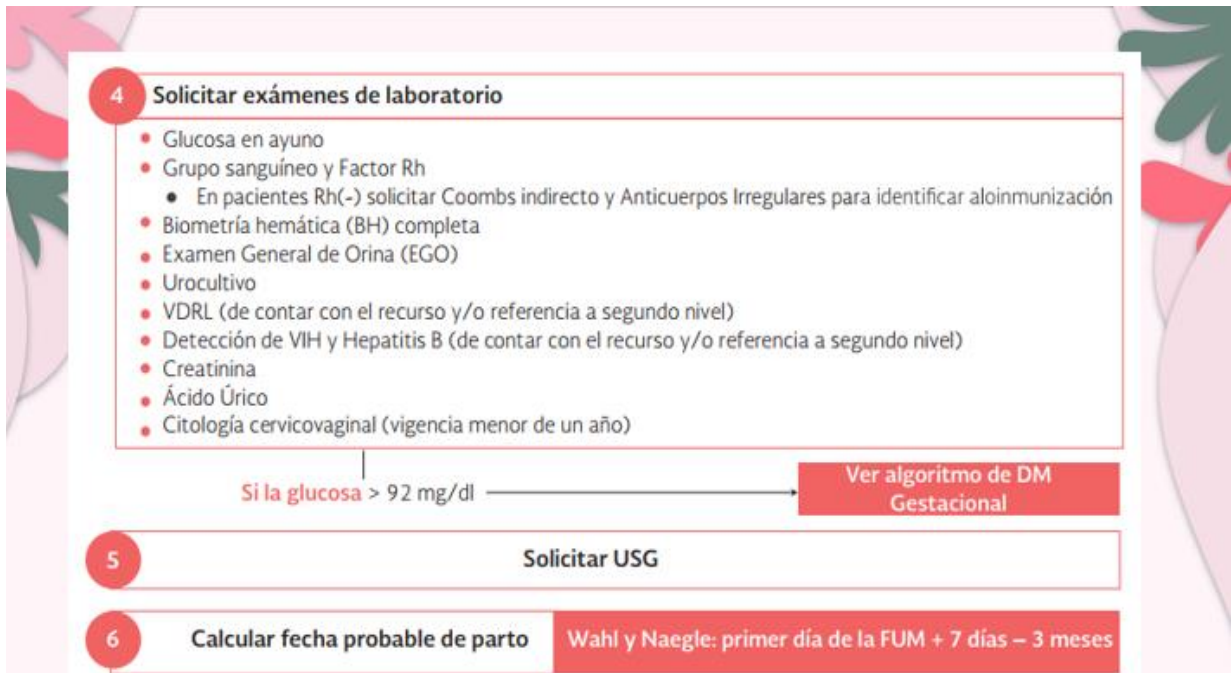 4 Solicitar exámenes de laboratorio
• Glucosa en ayuno
• Grupo sanguíneo y Factor Rh
• En pacientes Rh(-) solicitar Coombs indirecto y Anticuerpos Irregulares para identificar aloinmunización
• Biometría hemática (BH) completa
• Examen General de Orina (EGO)
• Urocultivo
• VDRL (de contar con el recurso y/o referencia a segundo nivel)
• Detección de VIH y Hepatitis B (de contar con el recurso y/o referencia a segundo nivel)
• Creatinina
• Ácido Úrico
• Citología cervicovaginal (vigencia menor de un año)
Si la glucosa > 92 mg/dl
Ver algoritmo de DM
Gestacional
5 Solicitar USG
6 Calcular fecha probable de parto Wahl y Naegle: primer día de la FUM + 7 días – 3 meses